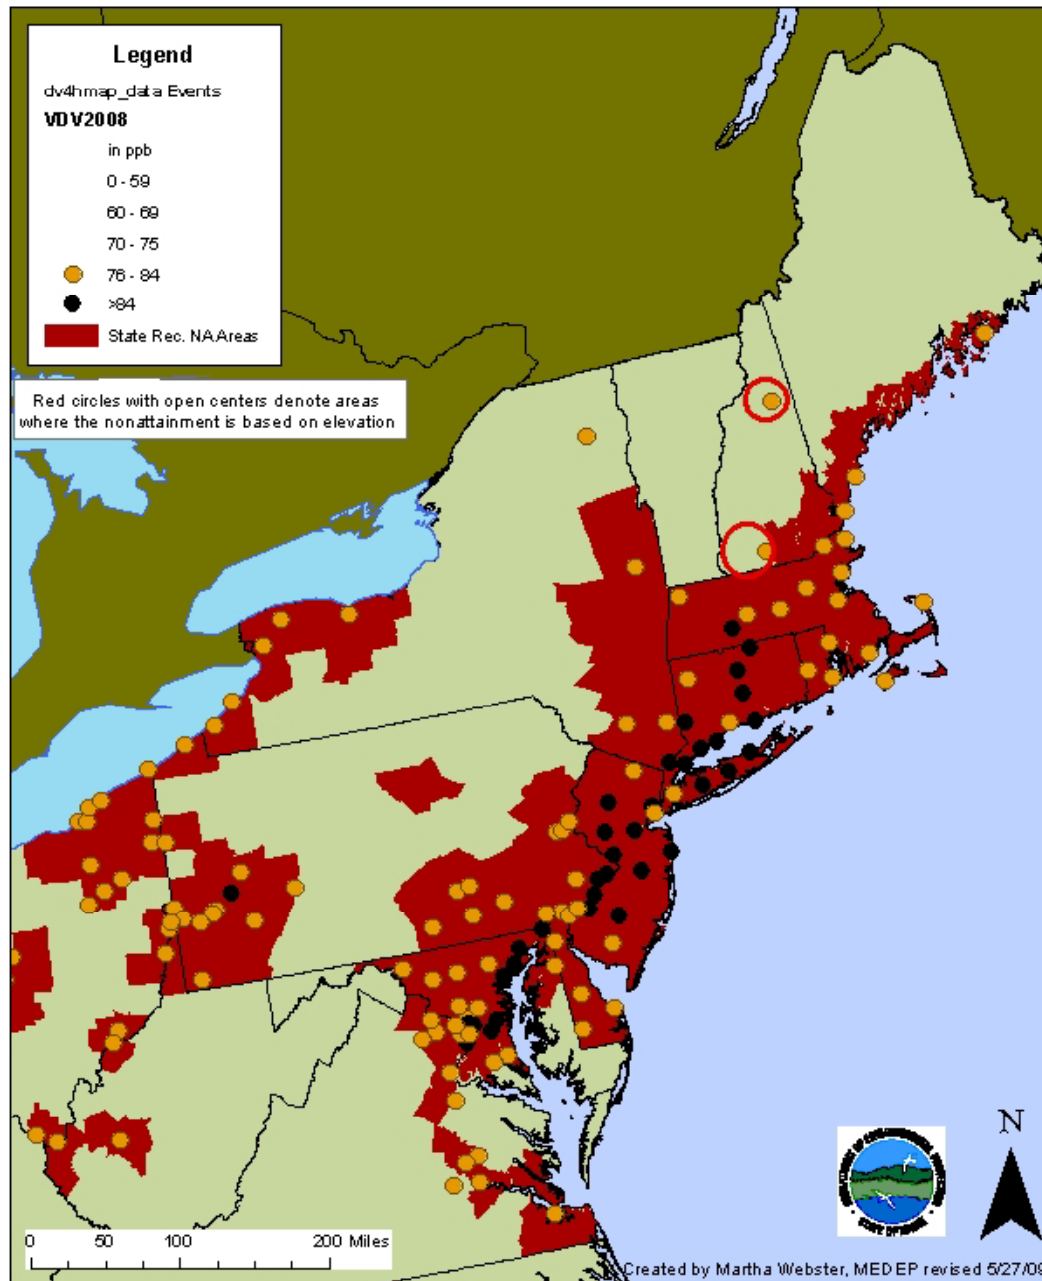 Legend
dv4hmap_data Events
VDV2008
in ppb
0 - 59
60 - 69
70 - 75
76 - 84
>84
State Rec. NA Areas
Red circles with open centers denote areas
where the nonattainment is based on elevation
N
0 50 100 200 Miles
Created by Martha Webster, MEDEP revised 5/27/09